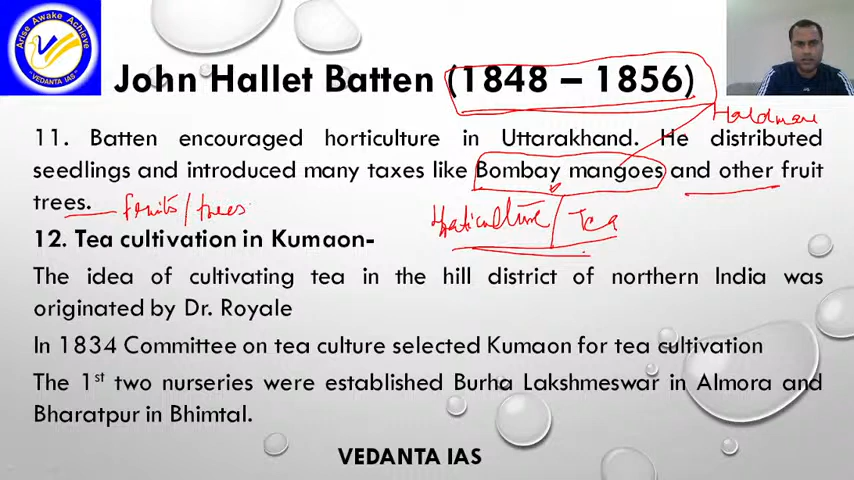 Arise Awake Achieve
VEDANTA IAS
John Hallet Batten (1848 – 1856)
Haldwani
11. Batten encouraged horticulture in Uttarakhand. He distributed
seedlings and introduced many taxes like Bombay mangoes and other fruit
trees. fruits/trees
Horticulture/Tea
12. Tea cultivation in Kumaon-
The idea of cultivating tea in the hill district of northern India was
originated by Dr. Royale
In 1834 Committee on tea culture selected Kumaon for tea cultivation
The 1st two nurseries were established Burha Lakshmeswar in Almora and
Bharatpur in Bhimtal.
VEDANTA IAS